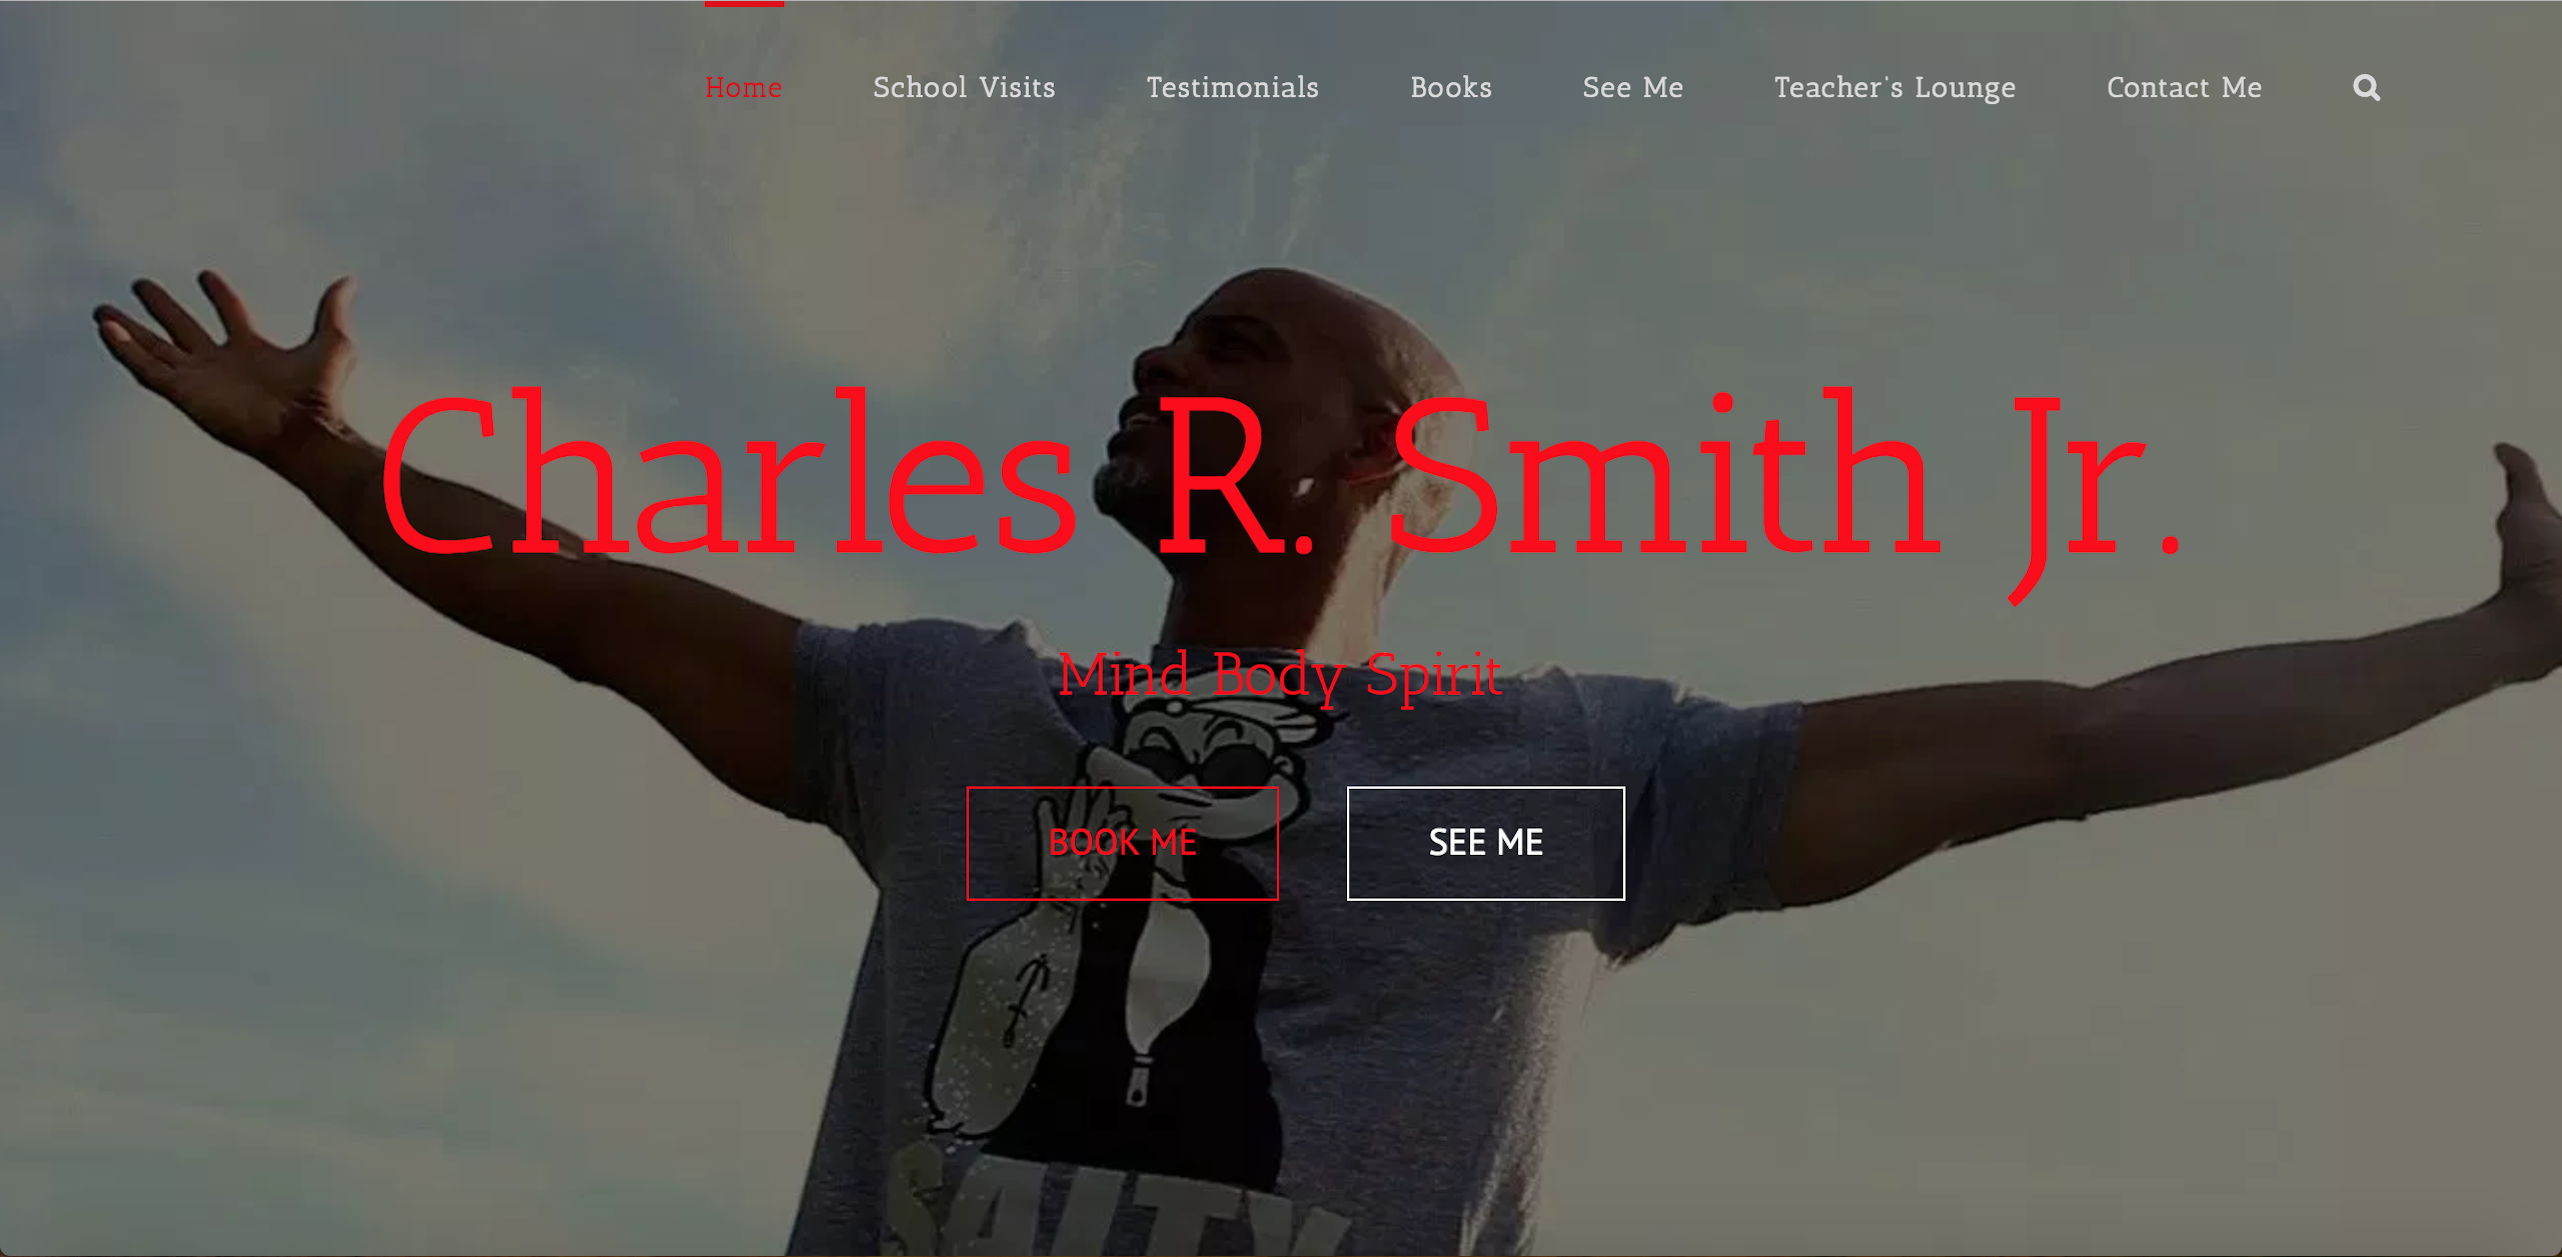 Home School Visits Testimonials Books See Me Teacher's Lounge Contact Me
Charles R. Smith Jr.
Mind Body Spirit
BOOK ME SEE ME
SALTY